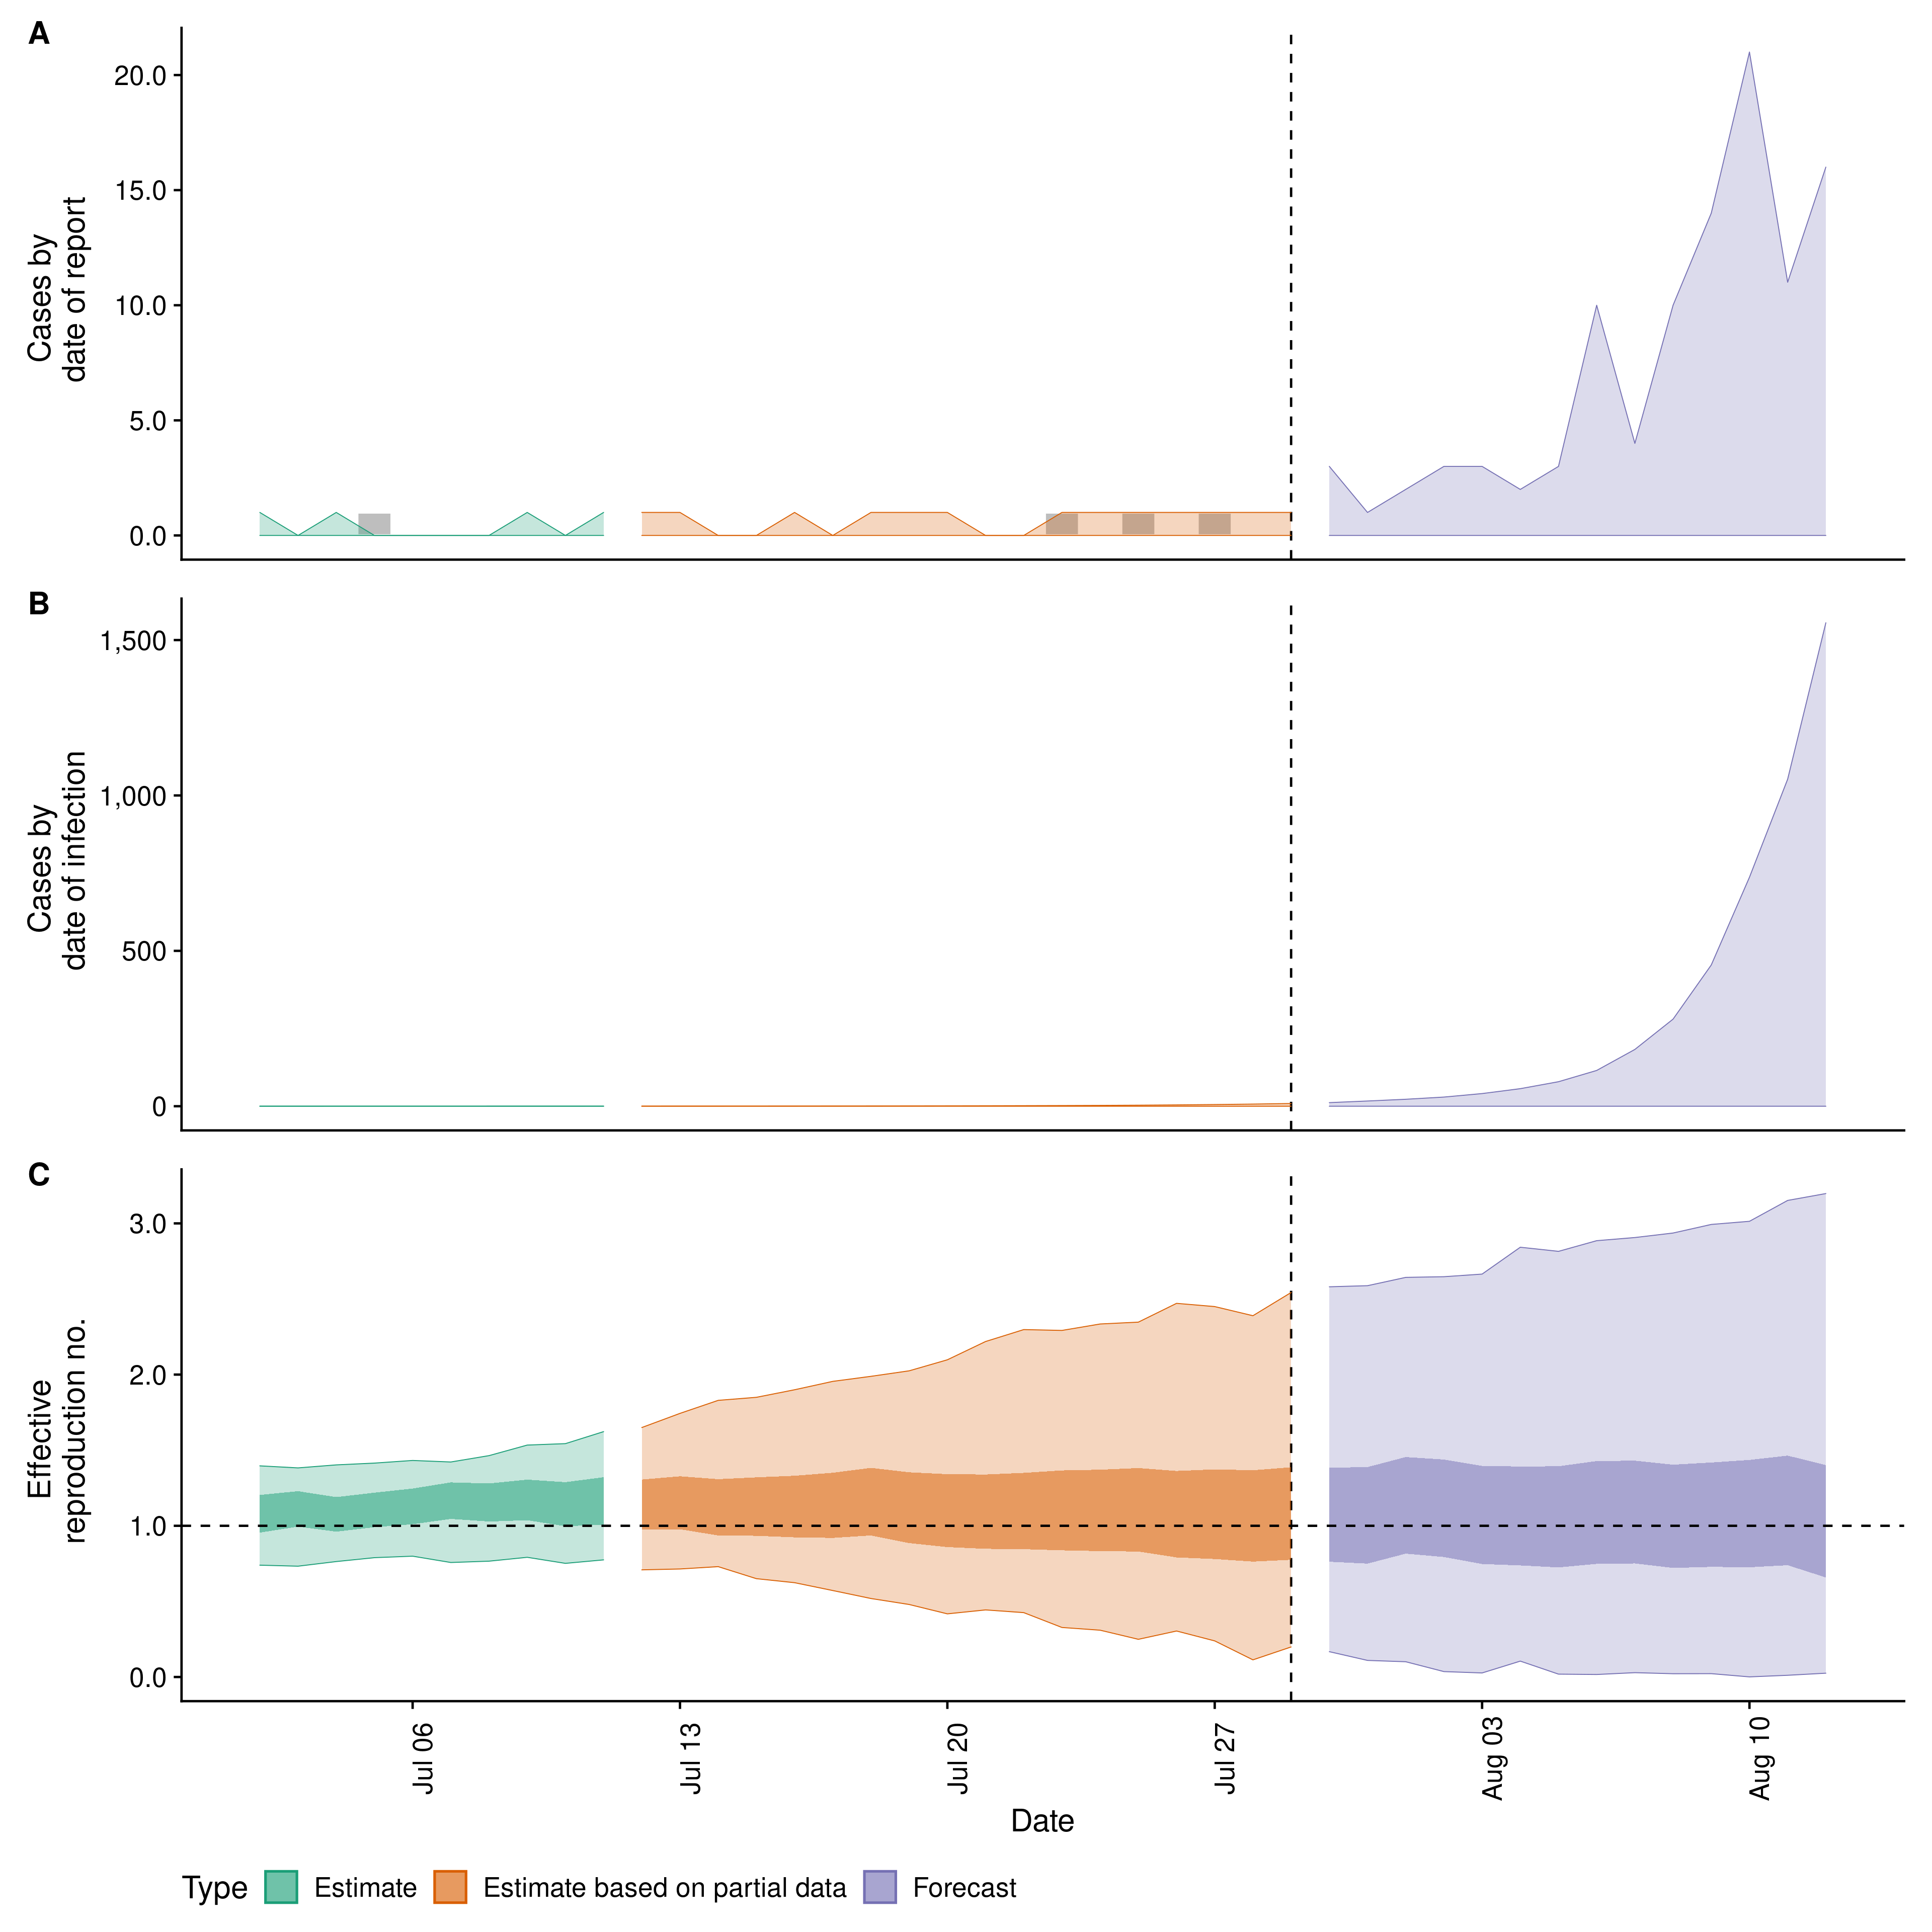 A
Cases by
date of report
20.0
15.0
10.0
5.0
0.0
B
Cases by
date of infection
1,500
1,000
500
0
C
Effective
reproduction no.
3.0
2.0
1.0
0.0
Jul 06
Jul 13
Jul 20
Jul 27
Aug 03
Aug 10
Date
Type Estimate Estimate based on partial data Forecast